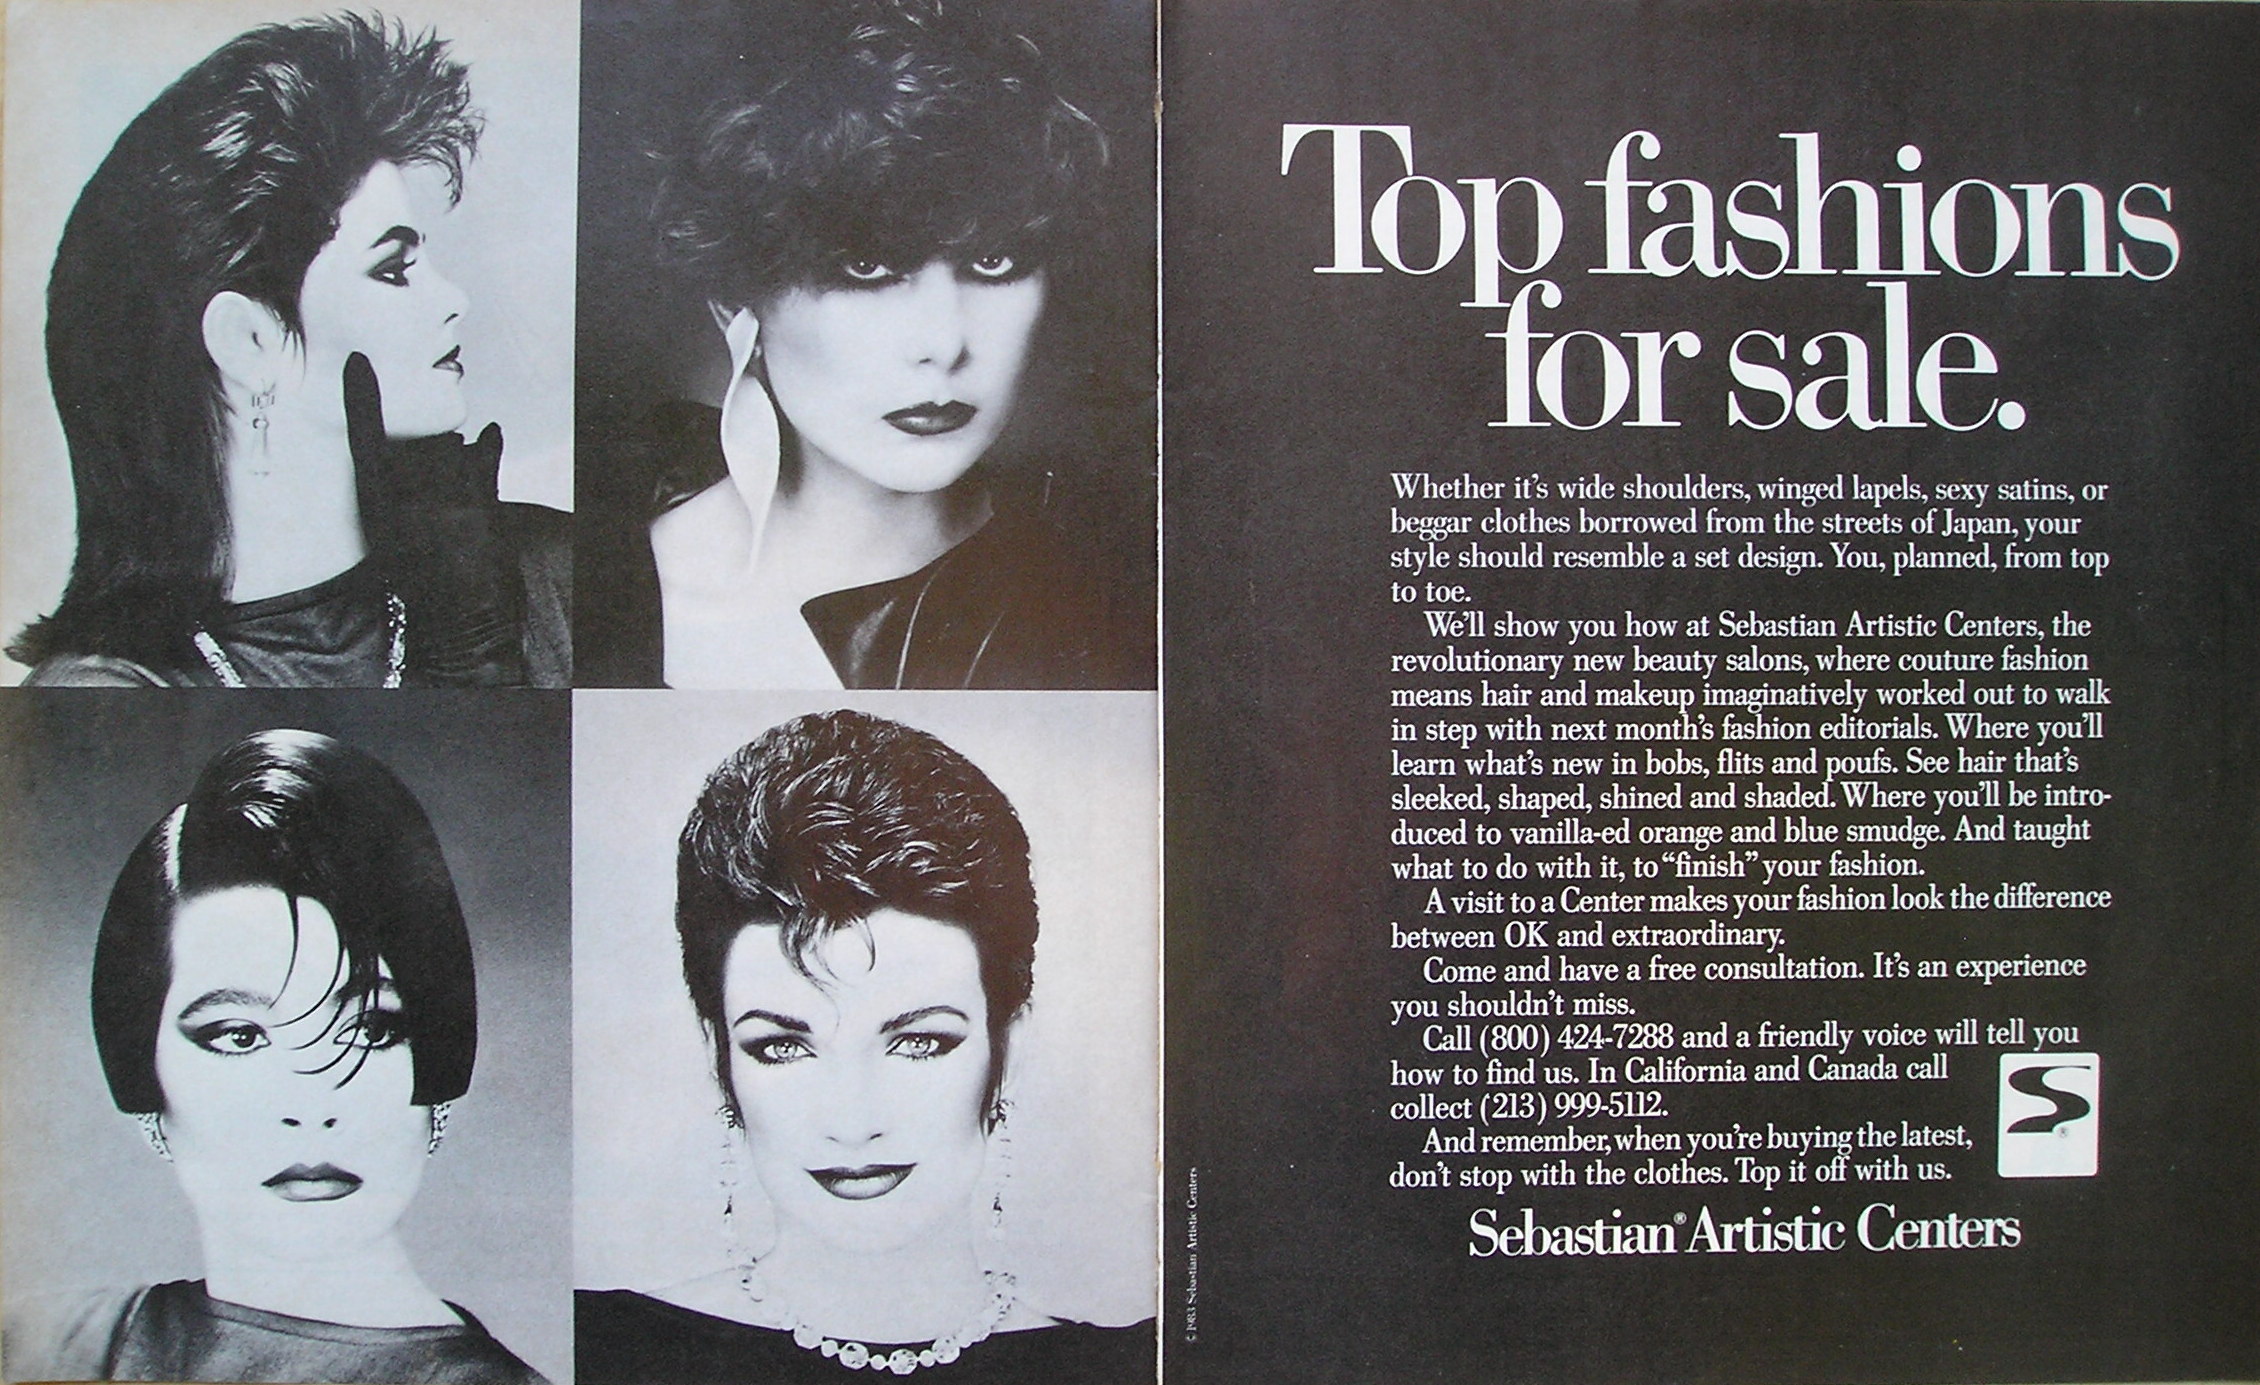 Top fashions
for sale.
Whether it's wide shoulders, winged lapels, sexy satins, or
beggar clothes borrowed from the streets of Japan, your
style should resemble a set design. You, planned, from top
to toe.
We'll show you how at Sebastian Artistic Centers, the
revolutionary new beauty salons, where couture fashion
means hair and makeup imaginatively worked out to walk
in step with next month's fashion editorials. Where you'll
learn what's new in bobs, flits and poufs. See hair that's
sleeked, shaped, shined and shaded. Where you'll be intro-
duced to vanilla-ed orange and blue smudge. And taught
what to do with it, to "finish" your fashion.
A visit to a Center makes your fashion look the difference
between OK and extraordinary.
Come and have a free consultation. It's an experience
you shouldn't miss.
Call (800) 424-7288 and a friendly voice will tell you
how to find us. In California and Canada call
collect (213) 999-5112.
And remember, when you're buying the latest,
don't stop with the clothes. Top it off with us.
S®
Sebastian® Artistic Centers
© 1983 Sebastian Artistic Centers